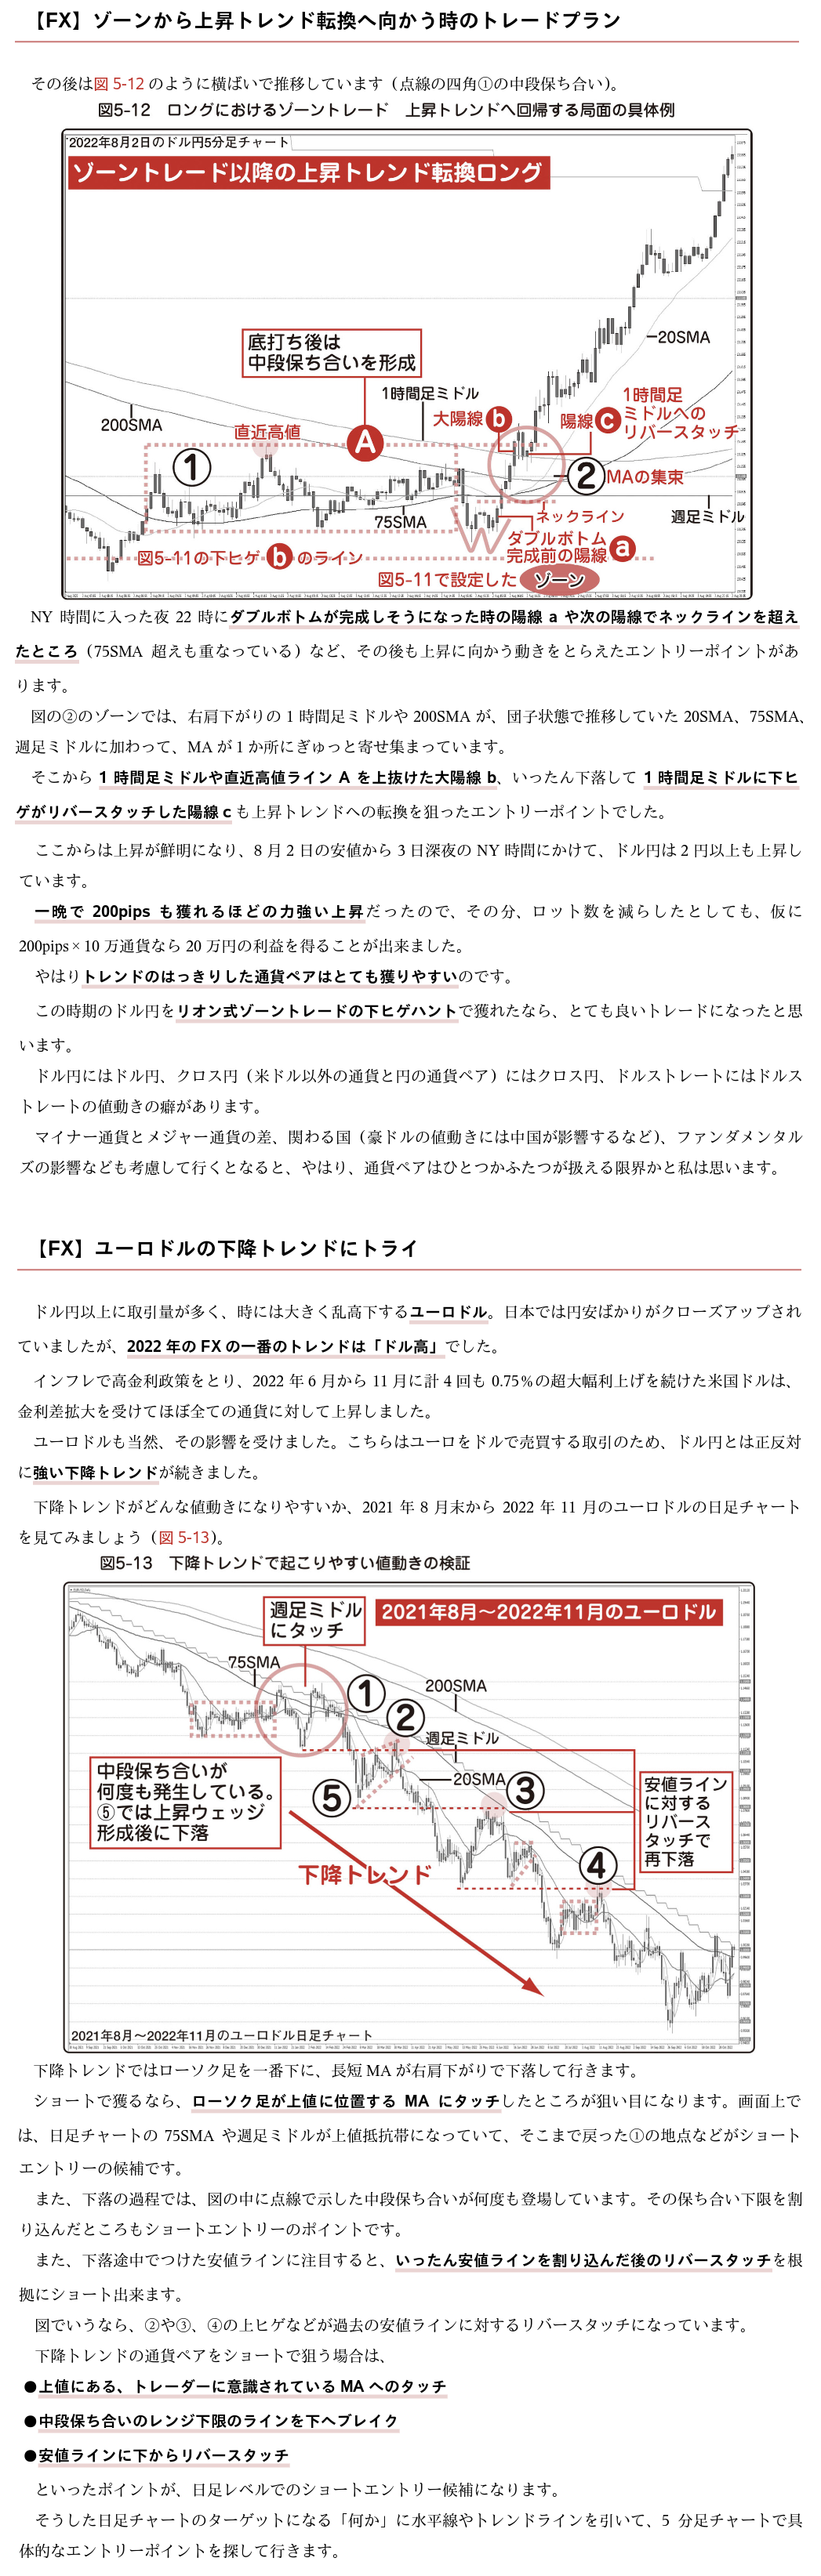 【FX】ゾーンから上昇トレンド転換へ向かう時のトレードプラン
その後は図 5-12 のように横ばいで推移しています（点線の四角①の中段保ち合い）。
図5-12　ロングにおけるゾーントレード　上昇トレンドへ回帰する局面の具体例
2022年8月2日のドル円5分足チャート
ゾーントレード以降の上昇トレンド転換ロング
20SMA
底打ち後は
中段保ち合いを形成
1時間足ミドル
200SMA
直近高値
A
大陽線 b
陽線 c
1時間足
ミドルへの
リバースタッチ
①
② MAの集束
75SMA
ネックライン
週足ミドル
ダブルボトム
完成前の陽線 a
図5-11の下ヒゲ b のライン
図5-11で設定した ゾーン
NY 時間に入った夜 22 時にダブルボトムが完成しそうになった時の陽線 a や次の陽線でネックラインを超え
たところ（75SMA 超えも重なっている）など、その後も上昇に向かう動きをとらえたエントリーポイントがあ
ります。
図の②のゾーンでは、右肩下がりの 1 時間足ミドルや 200SMA が、団子状態で推移していた 20SMA、75SMA、
週足ミドルに加わって、MA が 1 か所にぎゅっと寄せ集まっています。
そこから 1 時間足ミドルや直近高値ライン A を上抜けた大陽線 b、いったん下落して 1 時間足ミドルに下ヒ
ゲがリバースタッチした陽線 c も上昇トレンドへの転換を狙ったエントリーポイントでした。
ここからは上昇が鮮明になり、8 月 2 日の安値から 3 日深夜の NY 時間にかけて、ドル円は 2 円以上も上昇し
ています。
一晩で 200pips も獲れるほどの力強い上昇だったので、その分、ロット数を減らしたとしても、仮に
200pips × 10 万通貨なら 20 万円の利益を得ることが出来ました。
やはりトレンドのはっきりした通貨ペアはとても獲りやすいのです。
この時期のドル円をリオン式ゾーントレードの下ヒゲハントで獲れたなら、とても良いトレードになったと思
います。
ドル円にはドル円、クロス円（米ドル以外の通貨と円の通貨ペア）にはクロス円、ドルストレートにはドルス
トレートの値動きの癖があります。
マイナー通貨とメジャー通貨の差、関わる国（豪ドルの値動きには中国が影響するなど）、ファンダメンタル
ズの影響なども考慮して行くとなると、やはり、通貨ペアはひとつかふたつが扱える限界かと私は思います。
【FX】ユーロドルの下降トレンドにトライ
ドル円以上に取引量が多く、時には大きく乱高下するユーロドル。日本では円安ばかりがクローズアップされ
ていましたが、2022 年の FX の一番のトレンドは「ドル高」でした。
インフレで高金利政策をとり、2022 年 6 月から 11 月に計 4 回も 0.75％の超大幅利上げを続けた米国ドルは、
金利差拡大を受けてほぼ全ての通貨に対して上昇しました。
ユーロドルも当然、その影響を受けました。こちらはユーロをドルで売買する取引のため、ドル円とは正反対
に強い下降トレンドが続きました。
下降トレンドがどんな値動きになりやすいか、2021 年 8 月末から 2022 年 11 月のユーロドルの日足チャート
を見てみましょう（図 5-13）。
図5-13　下降トレンドで起こりやすい値動きの検証
週足ミドル
にタッチ
2021年8月～2022年11月のユーロドル
75SMA
200SMA
①
②
週足ミドル
中段保ち合いが
何度も発生している。
⑤では上昇ウェッジ
形成後に下落
⑤
20SMA
③
安値ライン
に対する
リバース
タッチで
再下落
下降トレンド
④
2021年8月～2022年11月のユーロドル日足チャート
下降トレンドではローソク足を一番下に、長短 MA が右肩下がりで下落して行きます。
ショートで獲るなら、ローソク足が上値に位置する MA にタッチしたところが狙い目になります。画面上で
は、日足チャートの 75SMA や週足ミドルが上値抵抗帯になっていて、そこまで戻った①の地点などがショート
エントリーの候補です。
また、下落の過程では、図の中に点線で示した中段保ち合いが何度も登場しています。その保ち合い下限を割
り込んだところもショートエントリーのポイントです。
また、下落途中でつけた安値ラインに注目すると、いったん安値ラインを割り込んだ後のリバースタッチを根
拠にショート出来ます。
図でいうなら、②や③、④の上ヒゲなどが過去の安値ラインに対するリバースタッチになっています。
下降トレンドの通貨ペアをショートで狙う場合は、
●上値にある、トレーダーに意識されている MA へのタッチ
●中段保ち合いのレンジ下限のラインを下へブレイク
●安値ラインに下からリバースタッチ
といったポイントが、日足レベルでのショートエントリー候補になります。
そうした日足チャートのターゲットになる「何か」に水平線やトレンドラインを引いて、5 分足チャートで具
体的なエントリーポイントを探して行きます。